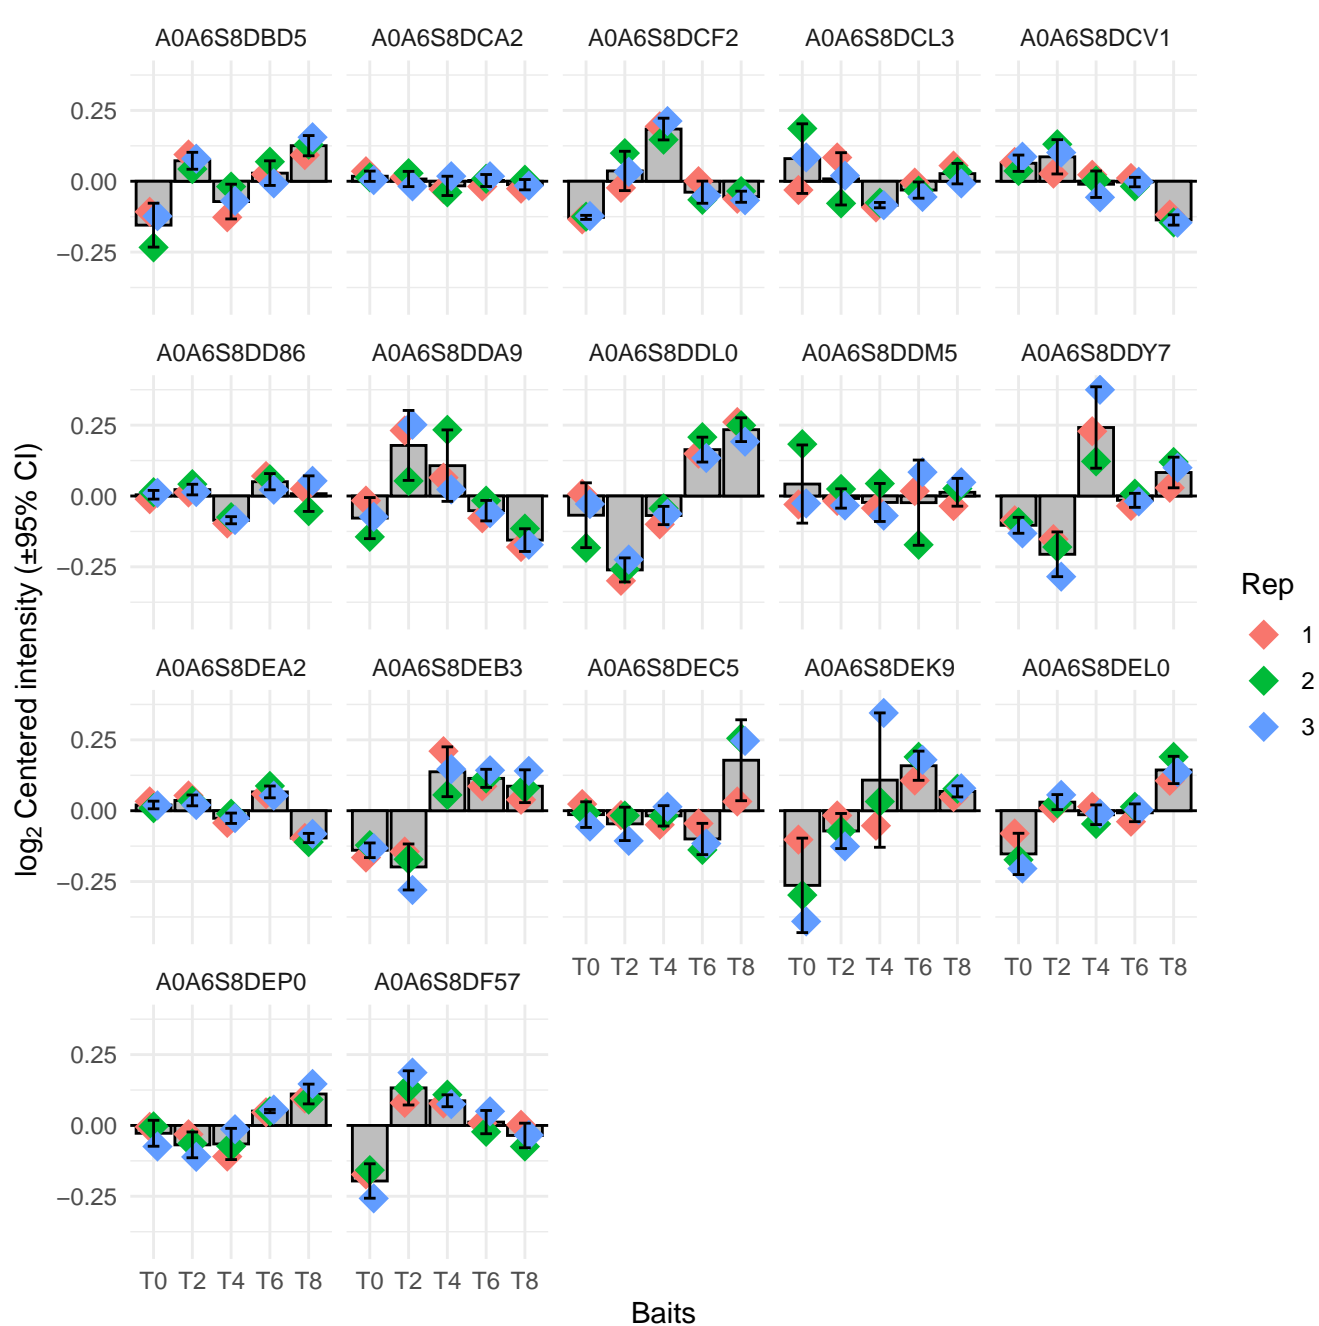 A0A6S8DBD5 A0A6S8DCA2 A0A6S8DCF2 A0A6S8DCL3 A0A6S8DCV1
0.25
0.00
−0.25
A0A6S8DD86 A0A6S8DDA9 A0A6S8DDL0 A0A6S8DDM5 A0A6S8DDY7
0.25
0.00
−0.25
A0A6S8DEA2 A0A6S8DEB3 A0A6S8DEC5 A0A6S8DEK9 A0A6S8DEL0
0.25
0.00
−0.25
T0 T2 T4 T6 T8 T0 T2 T4 T6 T8 T0 T2 T4 T6 T8
A0A6S8DEP0 A0A6S8DF57
0.25
0.00
−0.25
T0 T2 T4 T6 T8 T0 T2 T4 T6 T8
Baits
log2 Centered intensity (±95% CI)
Rep
1
2
3